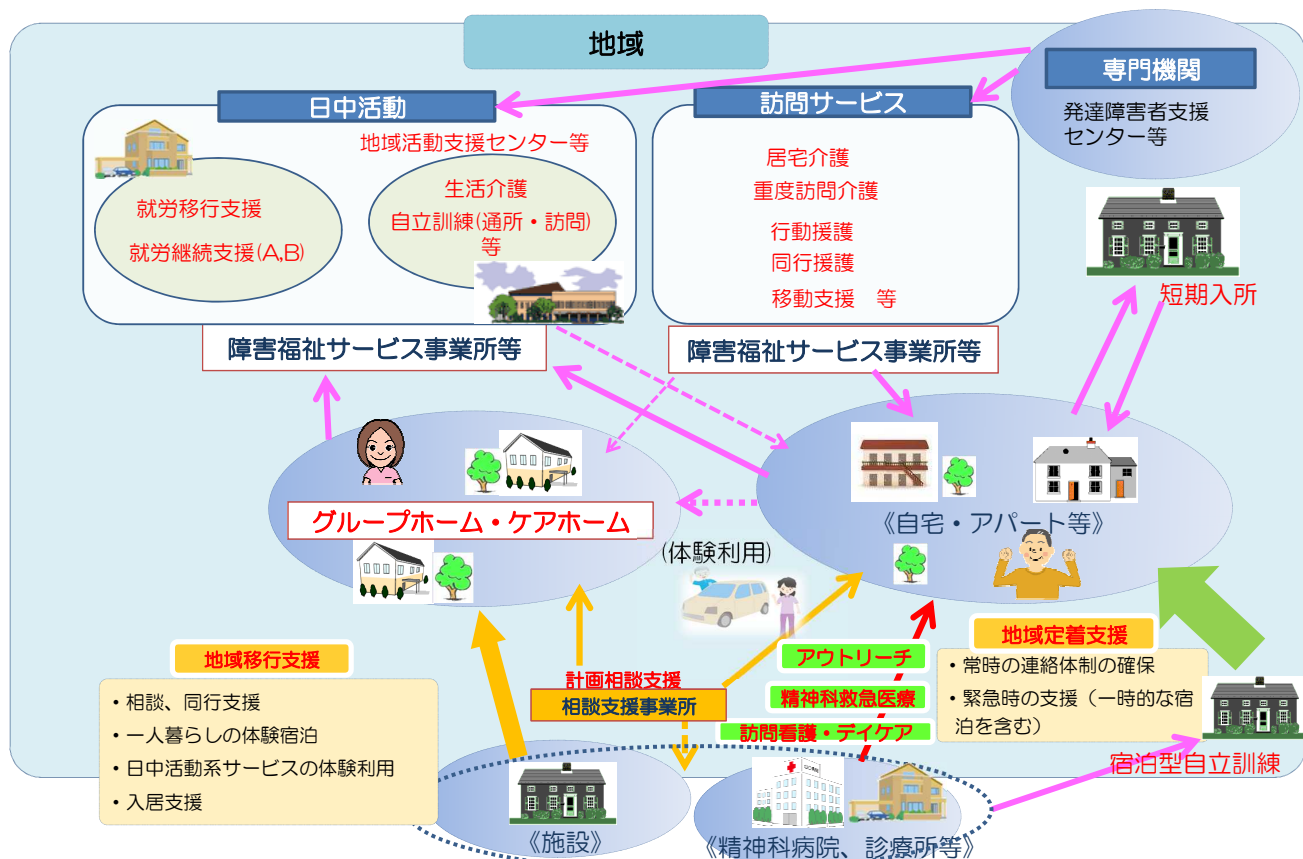 地域
専門機関
発達障害者支援
センター等
日中活動
地域活動支援センター等
就労移行支援
就労継続支援(A,B)
生活介護
自立訓練(通所・訪問)
等
訪問サービス
居宅介護
重度訪問介護
行動援護
同行援護
移動支援 等
短期入所
障害福祉サービス事業所等
障害福祉サービス事業所等
グループホーム・ケアホーム
《自宅・アパート等》
(体験利用)
地域移行支援
・相談、同行支援
・一人暮らしの体験宿泊
・日中活動系サービスの体験利用
・入居支援
計画相談支援
相談支援事業所
アウトリーチ
精神科救急医療
訪問看護・デイケア
地域定着支援
・常時の連絡体制の確保
・緊急時の支援（一時的な宿
泊を含む）
宿泊型自立訓練
《施設》
《精神科病院、診療所等》